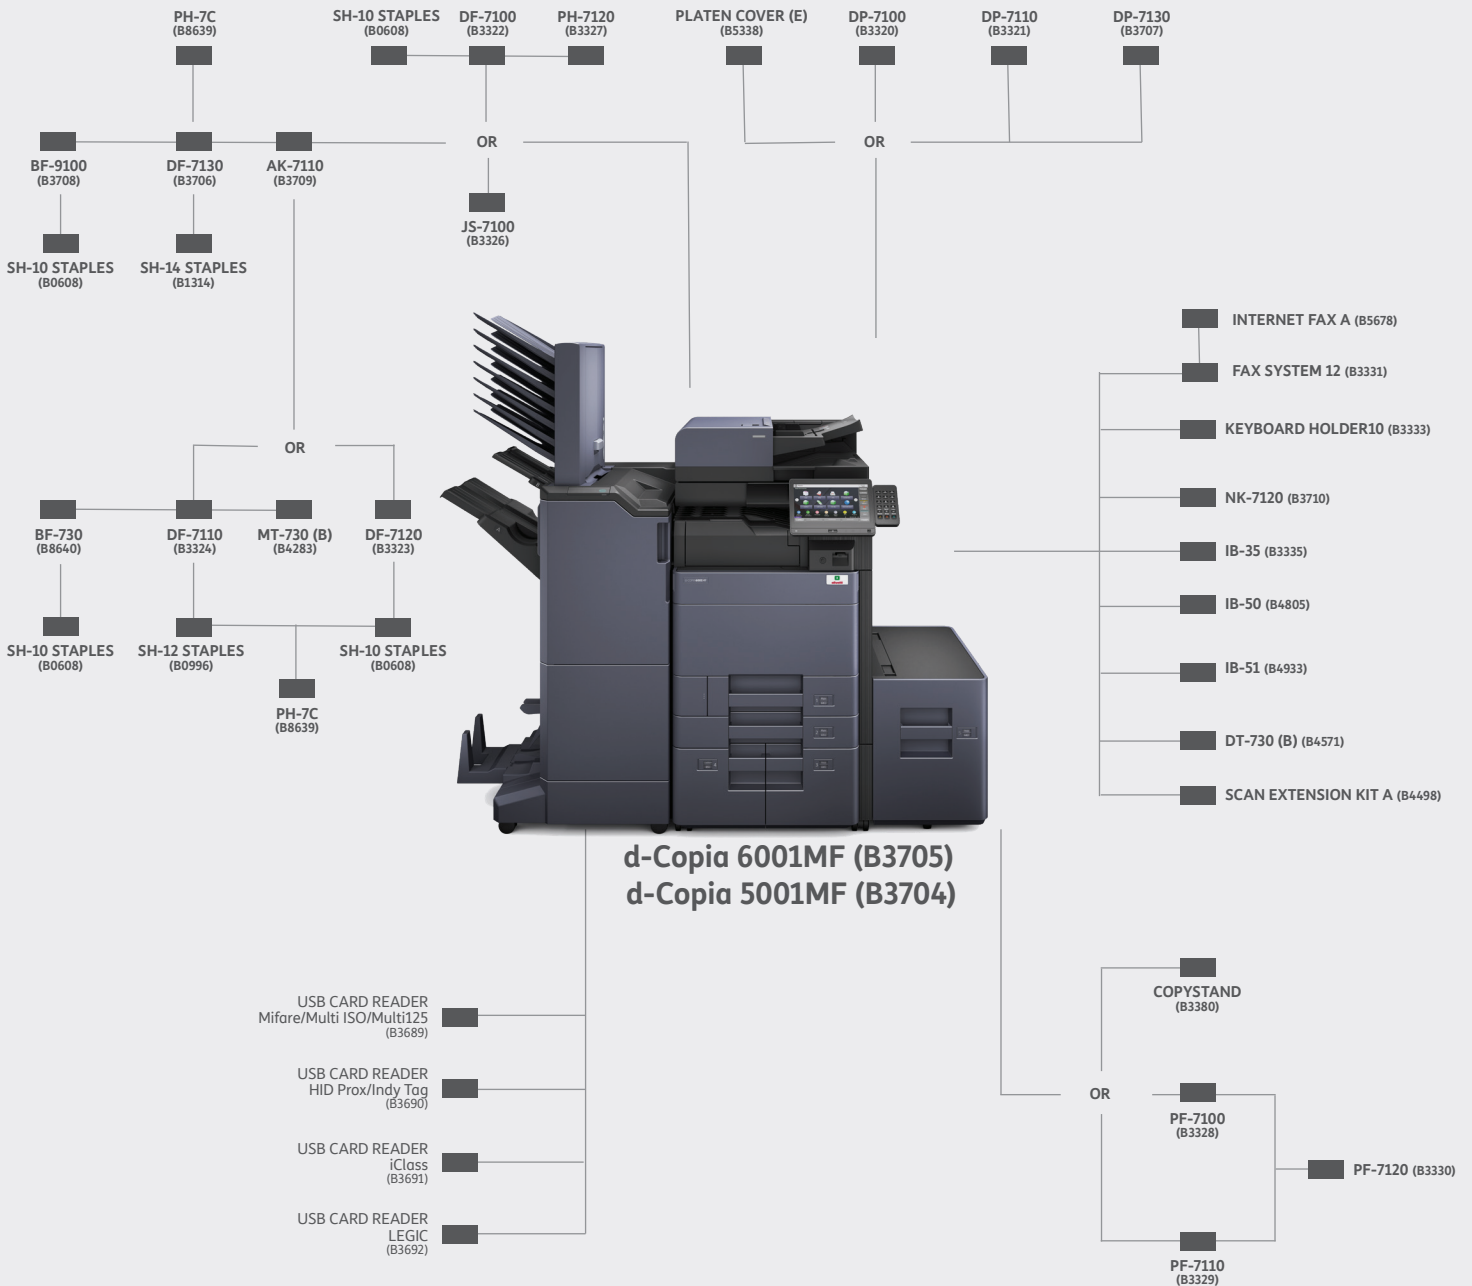 PH-7C
(B8639)
SH-10 STAPLES
(B0608)
DF-7100
(B3322)
PH-7120
(B3327)
PLATEN COVER (E)
(B5338)
DP-7100
(B3320)
DP-7110
(B3321)
DP-7130
(B3707)
OR
OR
BF-9100
(B3708)
DF-7130
(B3706)
AK-7110
(B3709)
JS-7100
(B3326)
SH-10 STAPLES
(B0608)
SH-14 STAPLES
(B1314)
INTERNET FAX A (B5678)
FAX SYSTEM 12 (B3331)
KEYBOARD HOLDER10 (B3333)
NK-7120 (B3710)
IB-35 (B3335)
IB-50 (B4805)
IB-51 (B4933)
DT-730 (B) (B4571)
SCAN EXTENSION KIT A (B4498)
OR
BF-730
(B8640)
DF-7110
(B3324)
MT-730 (B)
(B4283)
DF-7120
(B3323)
SH-10 STAPLES
(B0608)
SH-12 STAPLES
(B0996)
SH-10 STAPLES
(B0608)
PH-7C
(B8639)
d-Copia 6001MF (B3705)
d-Copia 5001MF (B3704)
USB CARD READER
Mifare/Multi ISO/Multi125
(B3689)
USB CARD READER
HID Prox/Indy Tag
(B3690)
USB CARD READER
iClass
(B3691)
USB CARD READER
LEGIC
(B3692)
COPYSTAND
(B3380)
OR
PF-7100
(B3328)
PF-7120 (B3330)
PF-7110
(B3329)